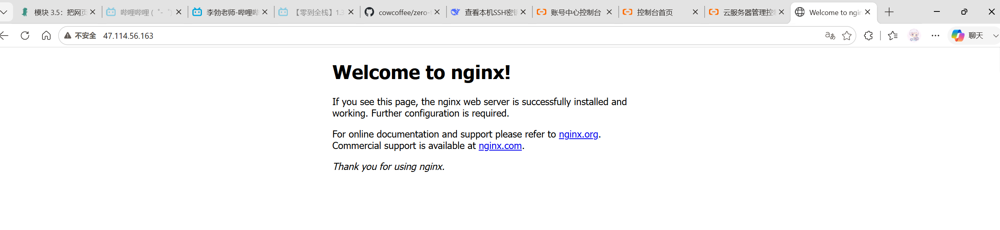 模块 3.5：把网页
哔哩哔哩 (゜-゜)
李勃老师-哔哩哔
【零到全栈】1.3
cowcoffee/zero-t
查看本机SSH密钥
账号中心控制台
控制台首页
云服务器管理控制
Welcome to ngin
不安全 47.114.56.163
聊天
Welcome to nginx!
If you see this page, the nginx web server is successfully installed and
working. Further configuration is required.
For online documentation and support please refer to nginx.org.
Commercial support is available at nginx.com.
Thank you for using nginx.